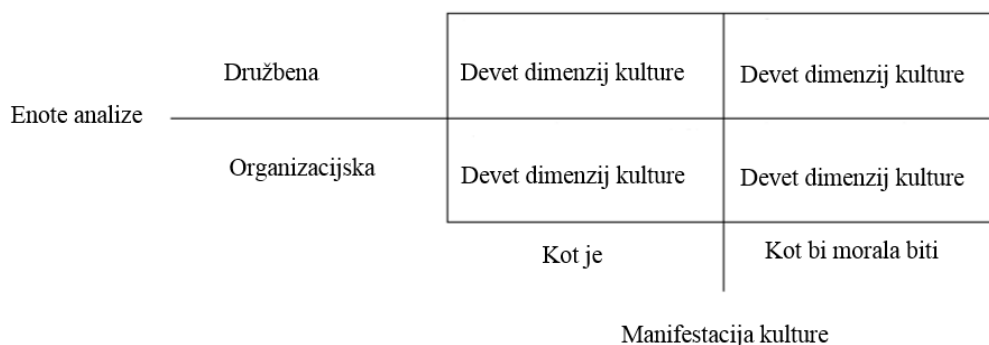 Družbena
Devet dimenzij kulture
Devet dimenzij kulture
Enote analize
Organizacijska
Devet dimenzij kulture
Devet dimenzij kulture
Kot je
Kot bi morala biti
Manifestacija kulture